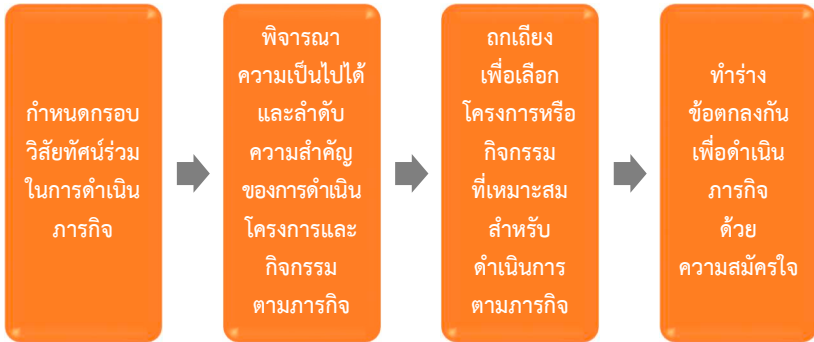 กำหนดกรอบ
วิสัยทัศน์ร่วม
ในการดำเนิน
ภารกิจ
พิจารณา
ความเป็นไปได้
และลำดับ
ความสำคัญ
ของการดำเนิน
โครงการและ
กิจกรรม
ตามภารกิจ
ถกเถียง
เพื่อเลือก
โครงการหรือ
กิจกรรม
ที่เหมาะสม
สำหรับ
ดำเนินการ
ตามภารกิจ
ทำร่าง
ข้อตกลงกัน
เพื่อดำเนิน
ภารกิจ
ด้วย
ความสมัครใจ